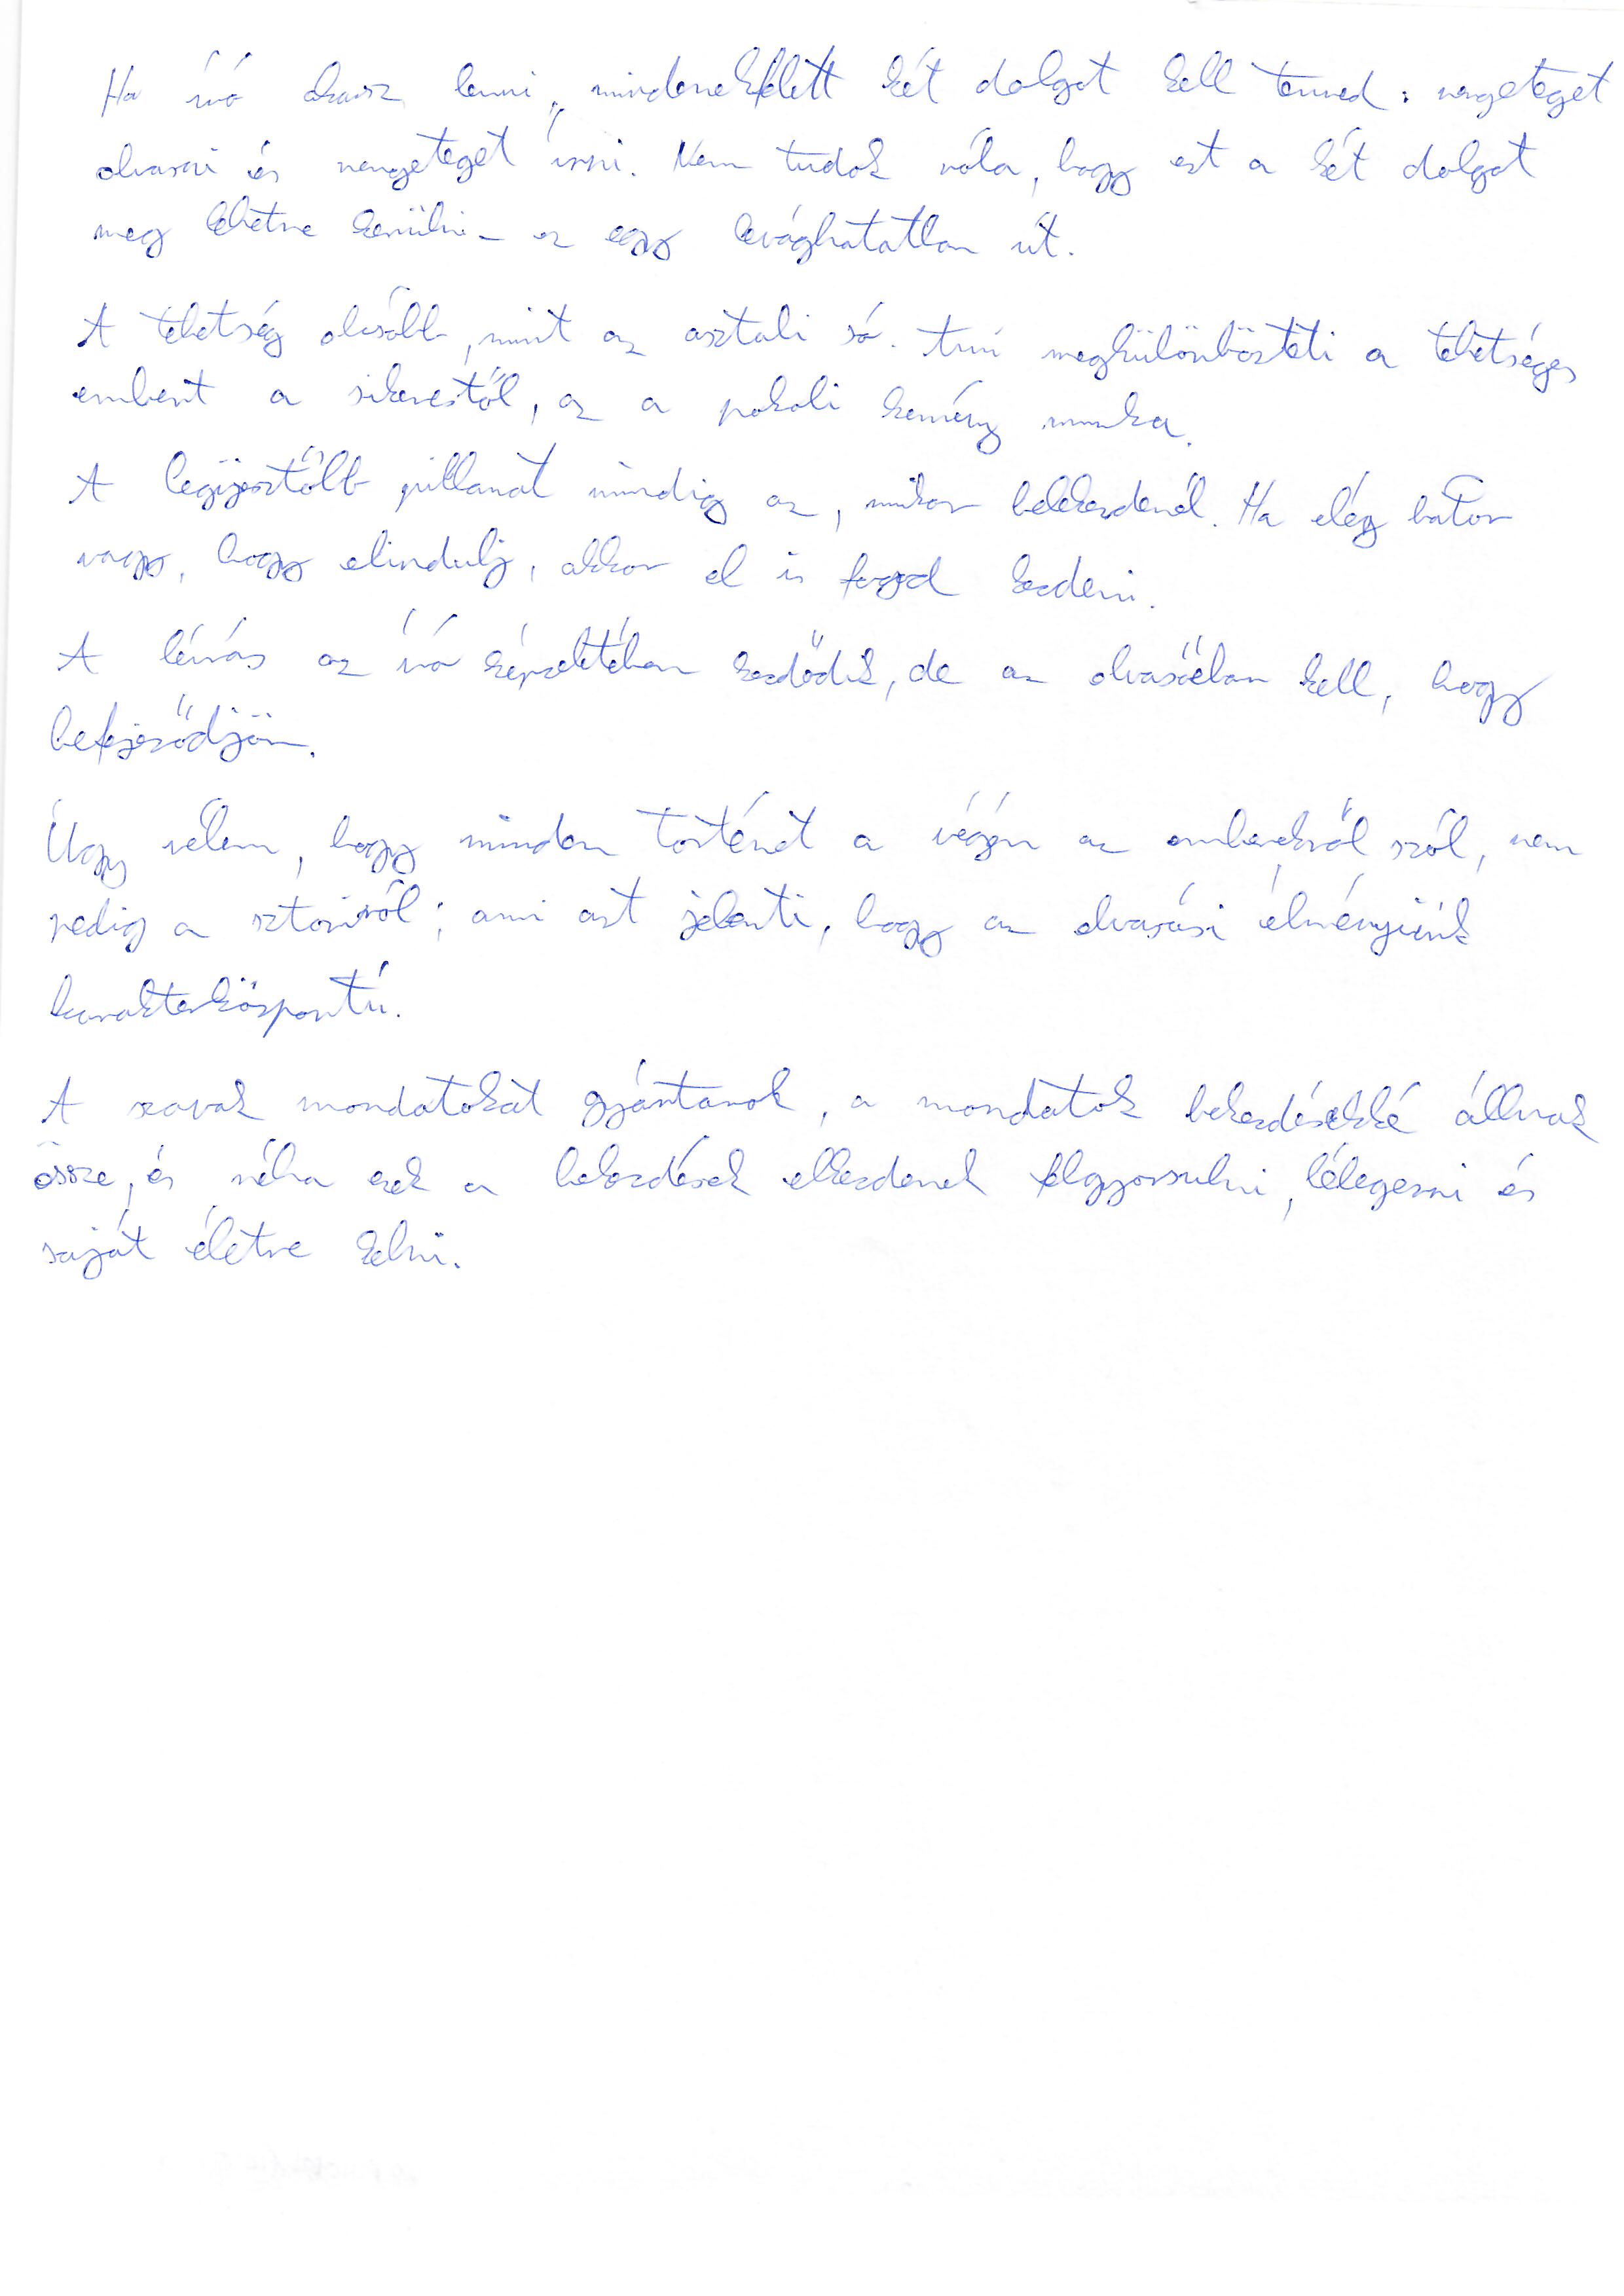 Ha író akarsz lenni, mindenekfelett két dolgot kell tenned: rengeteget
olvasni és rengeteget írni. Nem tudok róla, hogy ezt a két dolgot
meg lehetne kerülni – ez egy levághatatlan út.
A tehetség olcsóbb, mint az asztali só. Ami megkülönbözteti a tehetséges
embert a sikerestől, az a pokoli kemény munka.
A legijesztőbb pillanat mindig az, mikor belekezdenél. Ha elég bátor
vagy, hogy elindulj, akkor el is fogod kezdeni.
A leírás az író képzeletében kezdődik, de az olvasóéban kell, hogy
befejeződjön.
Úgy vélem, hogy minden történet a végén az emberekről szól, nem
pedig a sztoriról; ami azt jelenti, hogy az olvasási élményünk
karakterközpontú.
A szavak mondatokat gyártanak, a mondatok bekezdésekké állnak
össze, és néha ezek a bekezdések elkezdenek felgyorsulni, lélegezni és
saját életre kelni.